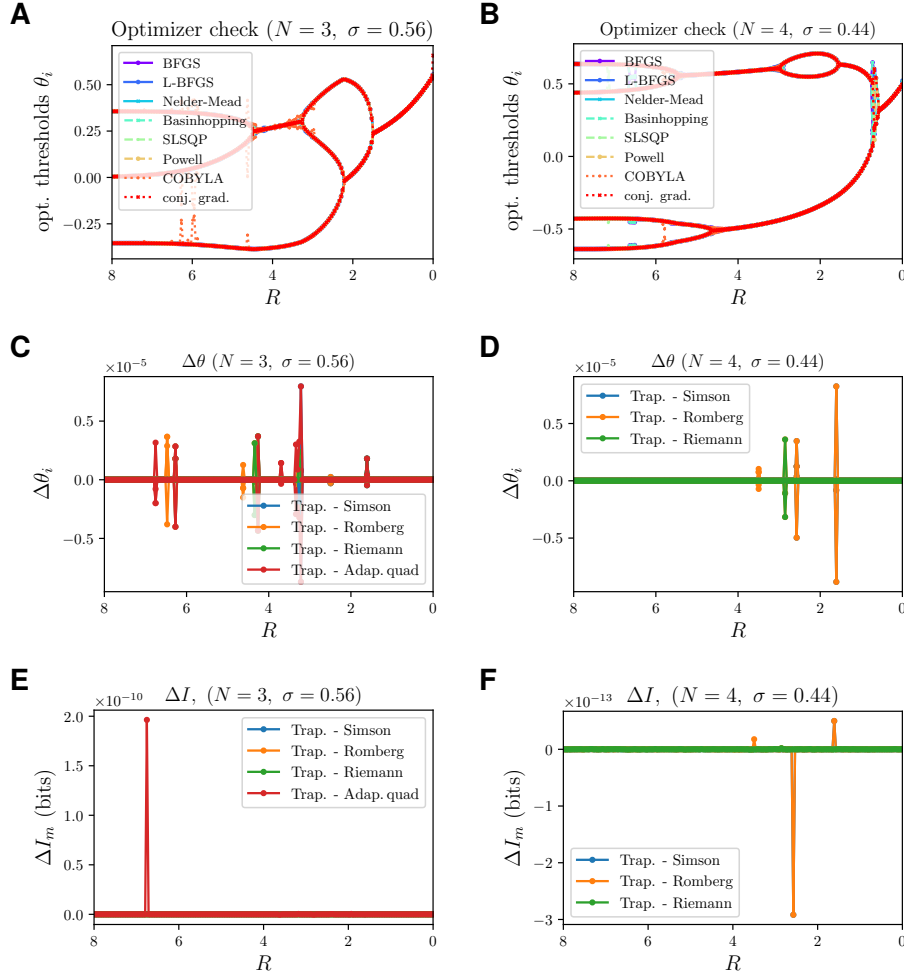 A
Optimizer check (N = 3, σ = 0.56)
opt. thresholds θi
0.50
0.25
0.00
−0.25
BFGS
L-BFGS
Nelder-Mead
Basinhopping
SLSQP
Powell
COBYLA
conj. grad.
8
6
4
2
0
R
B
Optimizer check (N = 4, σ = 0.44)
opt. thresholds θi
0.5
0.0
−0.5
BFGS
L-BFGS
Nelder-Mead
Basinhopping
SLSQP
Powell
COBYLA
conj. grad.
8
6
4
2
0
R
C
×10−5
Δθ (N = 3, σ = 0.56)
Δθi
0.5
0.0
−0.5
Trap. - Simson
Trap. - Romberg
Trap. - Riemann
Trap. - Adap.quad
8
6
4
2
0
R
D
×10−5
Δθ (N = 4, σ = 0.44)
Δθi
0.5
0.0
−0.5
Trap. - Simson
Trap. - Romberg
Trap. - Riemann
8
6
4
2
0
R
E
×10−10
ΔI, (N = 3, σ = 0.56)
ΔIm (bits)
2.0
1.5
1.0
0.5
0.0
Trap. - Simson
Trap. - Romberg
Trap. - Riemann
Trap. - Adap.quad
8
6
4
2
0
R
F
×10−13
ΔI, (N = 4, σ = 0.44)
ΔIm (bits)
0
−1
−2
−3
Trap. - Simson
Trap. - Romberg
Trap. - Riemann
8
6
4
2
0
R